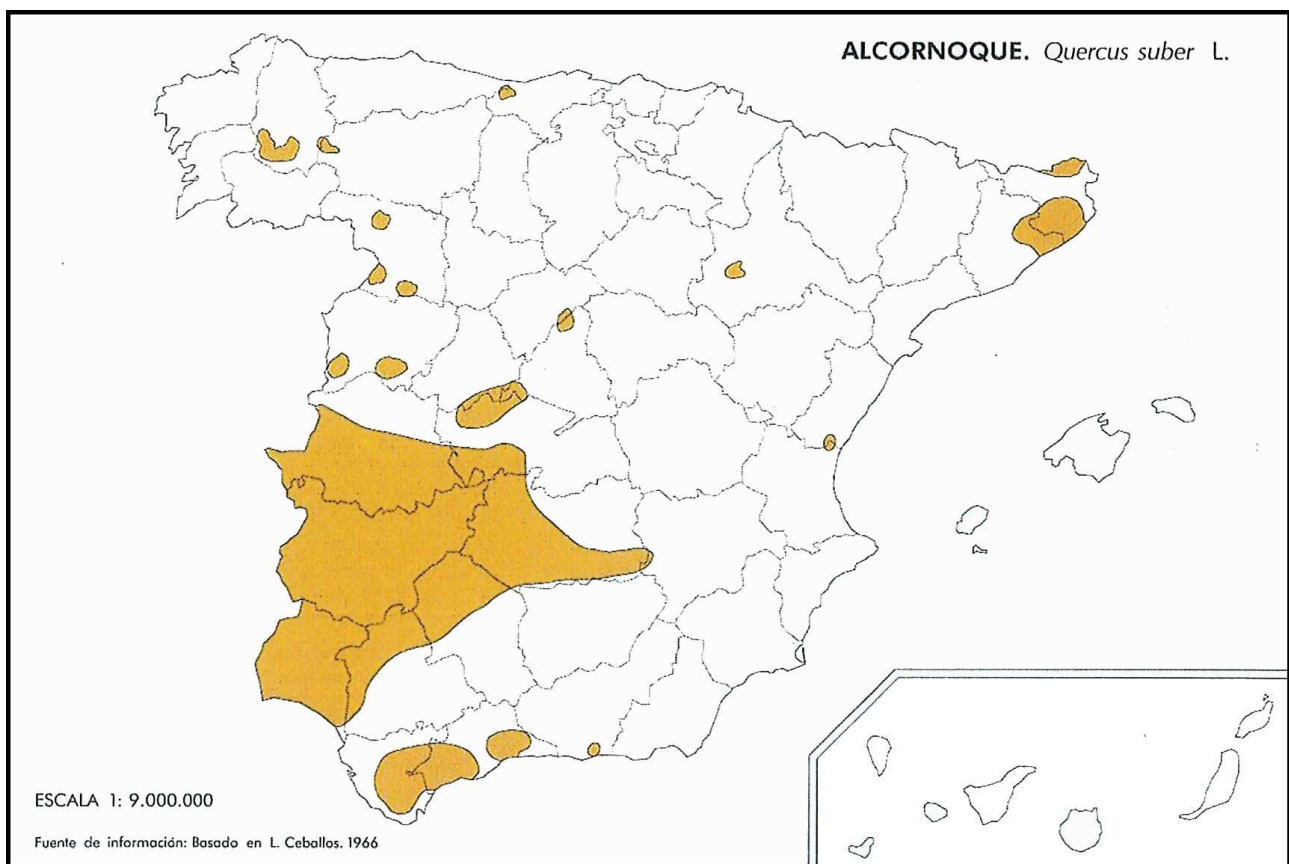 ALCORNOQUE. Quercus suber L.
ESCALA 1: 9.000.000
Fuente de información: Basado en L. Ceballos. 1966